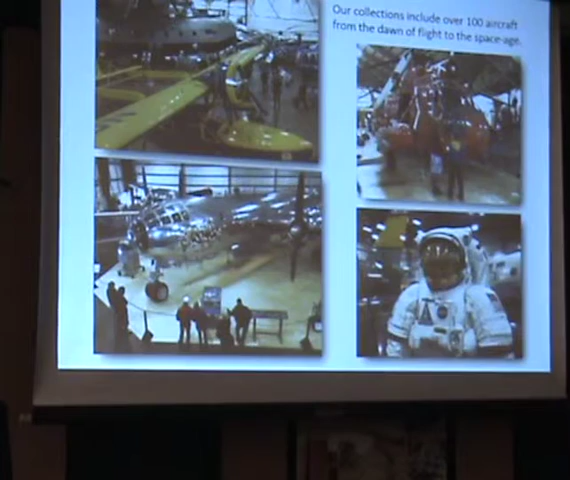 Our collections include over 100 aircraft
from the dawn of flight to the space-age.